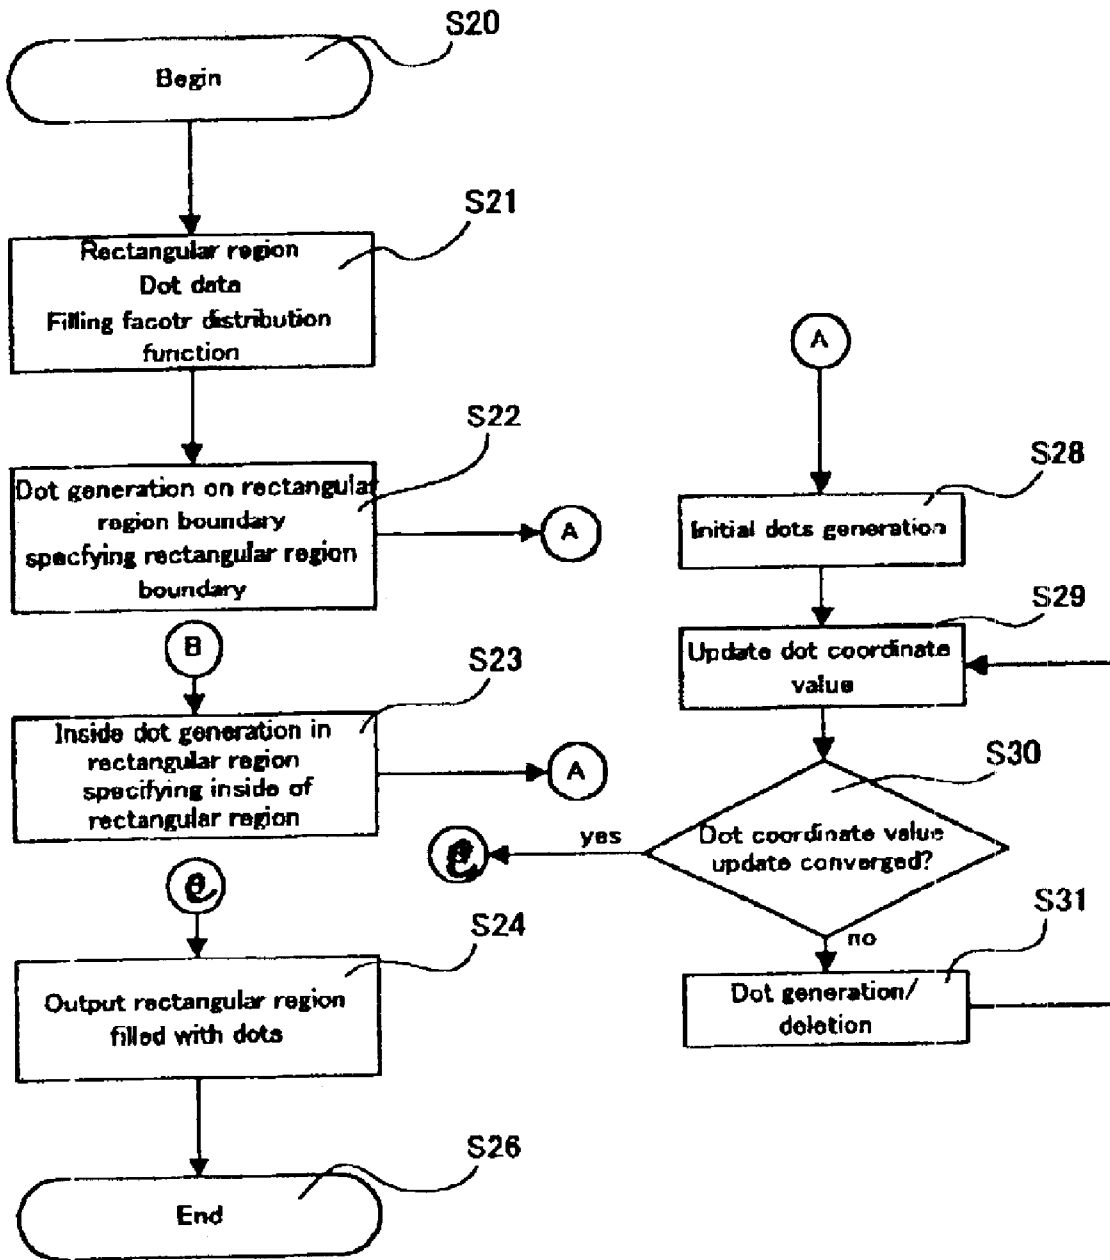 S20
Begin
S21
Rectangular region
Dot data
Filling facotr distribution
function
S22
Dot generation on rectangular
region boundary
specfying rectangular region
boundary
A
B
S23
Inside dot generation in
rectangular region
specifying inside of
rectangular region
A
C
S24
Output rectangular region
filled with dots
S26
End
A
S28
Initial dots generation
S29
Update dot coordinate
value
S30
Dot coordinate value
update converged?
yes
C
no
S31
Dot generation/
deletion